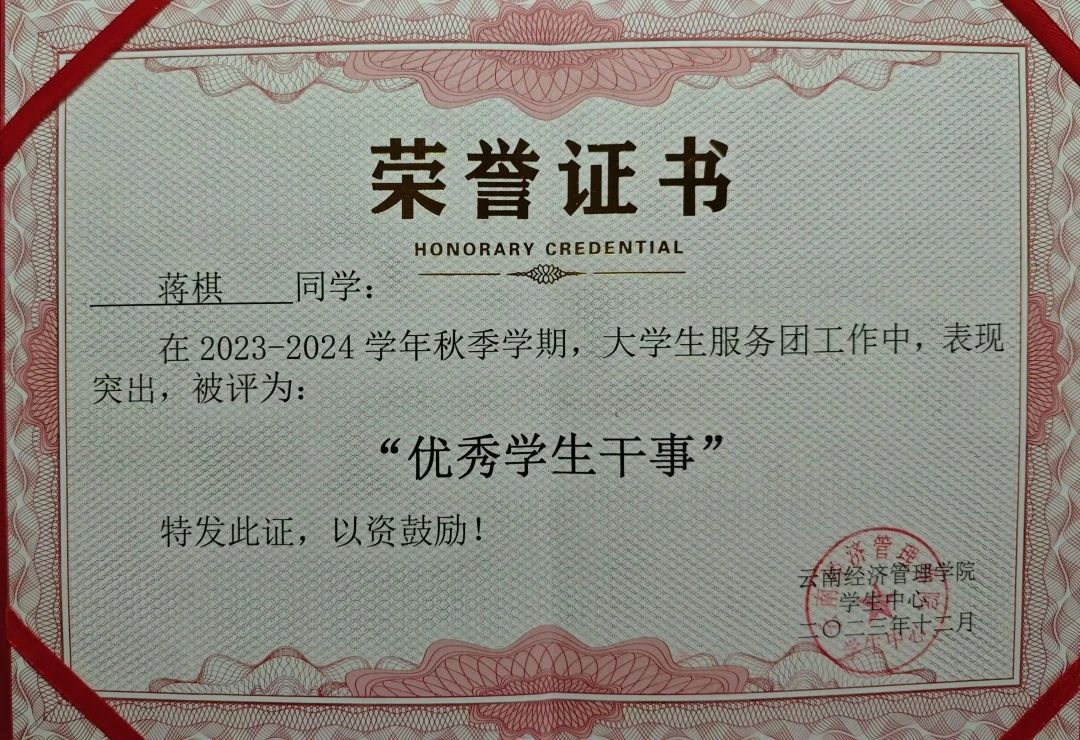 荣誉证书
HONORARY CREDENTIAL
蒋棋 同学：
在 2023-2024 学年秋季学期，大学生服务团工作中，表现
突出，被评为：
“优秀学生干事”
特发此证，以资鼓励！
云南经济管理学院
学生中心
二〇二三年十二月